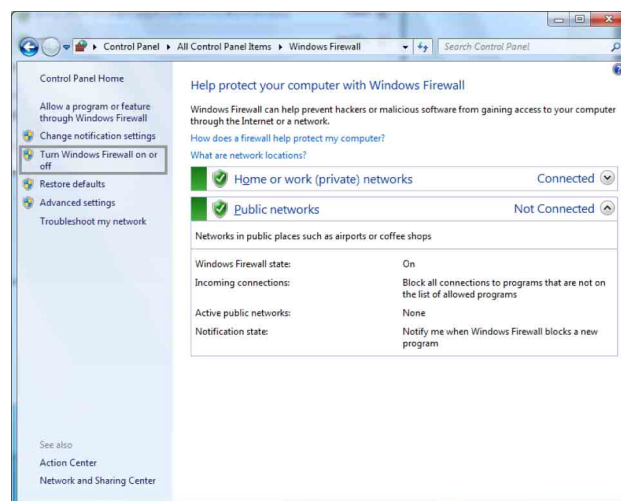 Control Panel ▸ All Control Panel Items ▸ Windows Firewall
Search Control Panel
Control Panel Home
Allow a program or feature
through Windows Firewall
Change notification settings
Turn Windows Firewall on or
off
Restore defaults
Advanced settings
Troubleshoot my network
See also
Action Center
Network and Sharing Center
Help protect your computer with Windows Firewall
Windows Firewall can help prevent hackers or malicious software from gaining access to your computer
through the Internet or a network.
How does a firewall help protect my computer?
What are network locations?
Home or work (private) networks Connected
Public networks Not Connected
Networks in public places such as airports or coffee shops
Windows Firewall state: On
Incoming connections: Block all connections to programs that are not on
the list of allowed programs
Active public networks: None
Notification state: Notify me when Windows Firewall blocks a new
program